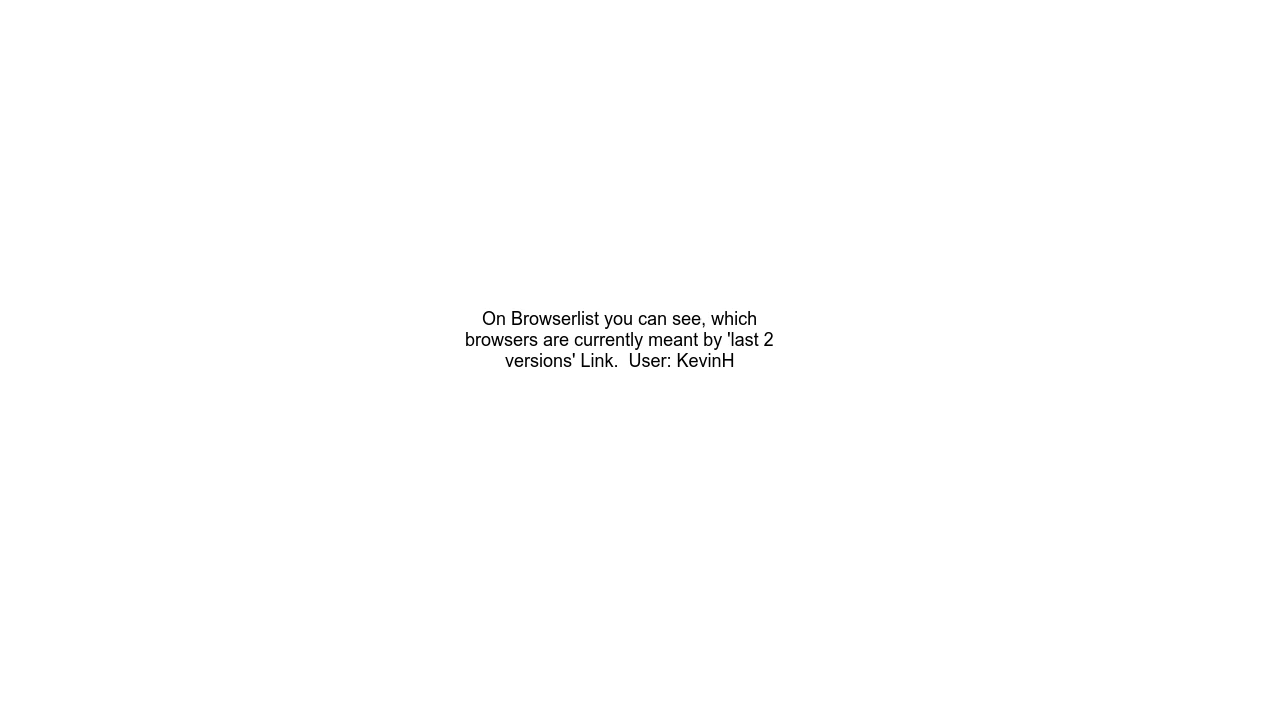 On Browserlist you can see, which
browsers are currently meant by 'last 2
versions' Link.  User: KevinH